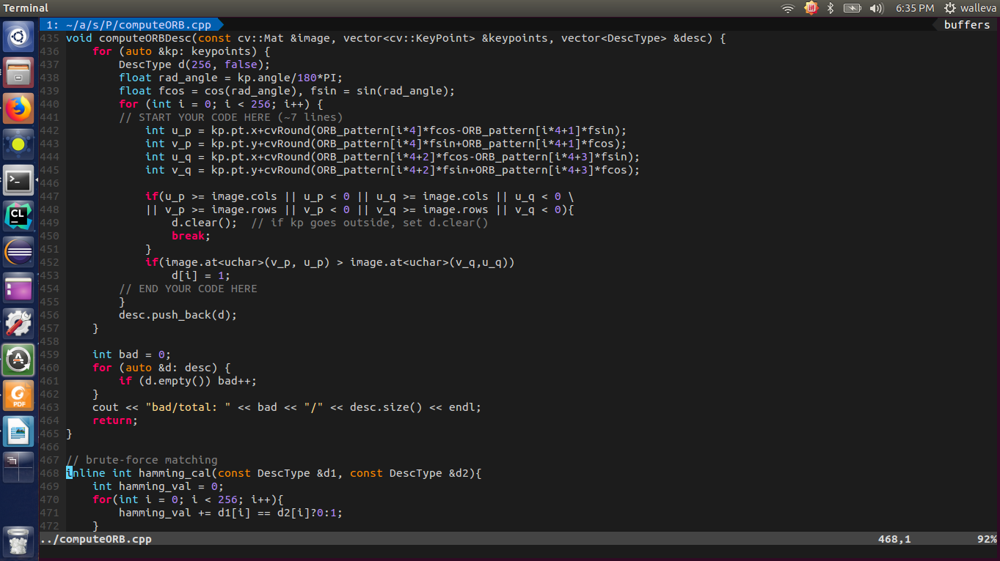 Terminal
6:35 PM walleva
1: ~/a/s/P/computeORB.cpp buffers
435 void computeORBDesc(const cv::Mat &image, vector<cv::KeyPoint> &keypoints, vector<DescType> &desc) {
436     for (auto &kp: keypoints) {
437         DescType d(256, false);
438         float rad_angle = kp.angle/180*PI;
439         float fcos = cos(rad_angle), fsin = sin(rad_angle);
440         for (int i = 0; i < 256; i++) {
441         // START YOUR CODE HERE (~7 lines)
442             int u_p = kp.pt.x+cvRound(ORB_pattern[i*4]*fcos-ORB_pattern[i*4+1]*fsin);
443             int v_p = kp.pt.y+cvRound(ORB_pattern[i*4]*fsin+ORB_pattern[i*4+1]*fcos);
444             int u_q = kp.pt.x+cvRound(ORB_pattern[i*4+2]*fcos-ORB_pattern[i*4+3]*fsin);
445             int v_q = kp.pt.y+cvRound(ORB_pattern[i*4+2]*fsin+ORB_pattern[i*4+3]*fcos);
446
447             if(u_p >= image.cols || u_p < 0 || u_q >= image.cols || u_q < 0 \
448             || v_p >= image.rows || v_p < 0 || v_q >= image.rows || v_q < 0){
449                 d.clear();  // if kp goes outside, set d.clear()
450                 break;
451             }
452             if(image.at<uchar>(v_p, u_p) > image.at<uchar>(v_q,u_q))
453                 d[i] = 1;
454         // END YOUR CODE HERE
455         }
456         desc.push_back(d);
457     }
458
459     int bad = 0;
460     for (auto &d: desc) {
461         if (d.empty()) bad++;
462     }
463     cout << "bad/total: " << bad << "/" << desc.size() << endl;
464     return;
465 }
466
467 // brute-force matching
468 inline int hamming_cal(const DescType &d1, const DescType &d2){
469     int hamming_val = 0;
470     for(int i = 0; i < 256; i++){
471         hamming_val += d1[i] == d2[i]?0:1;
472     }
../computeORB.cpp 468,1 92%
CL
PDF